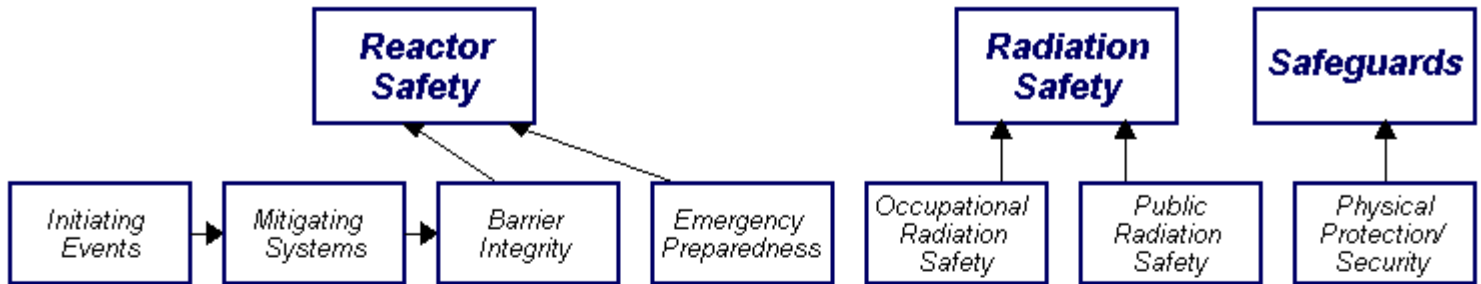 Reactor
Safety
Radiation
Safety
Safeguards
Initiating
Events
Mitigating
Systems
Barrier
Integrity
Emergency
Preparedness
Occupational
Radiation
Safety
Public
Radiation
Safety
Physical
Protection/
Security